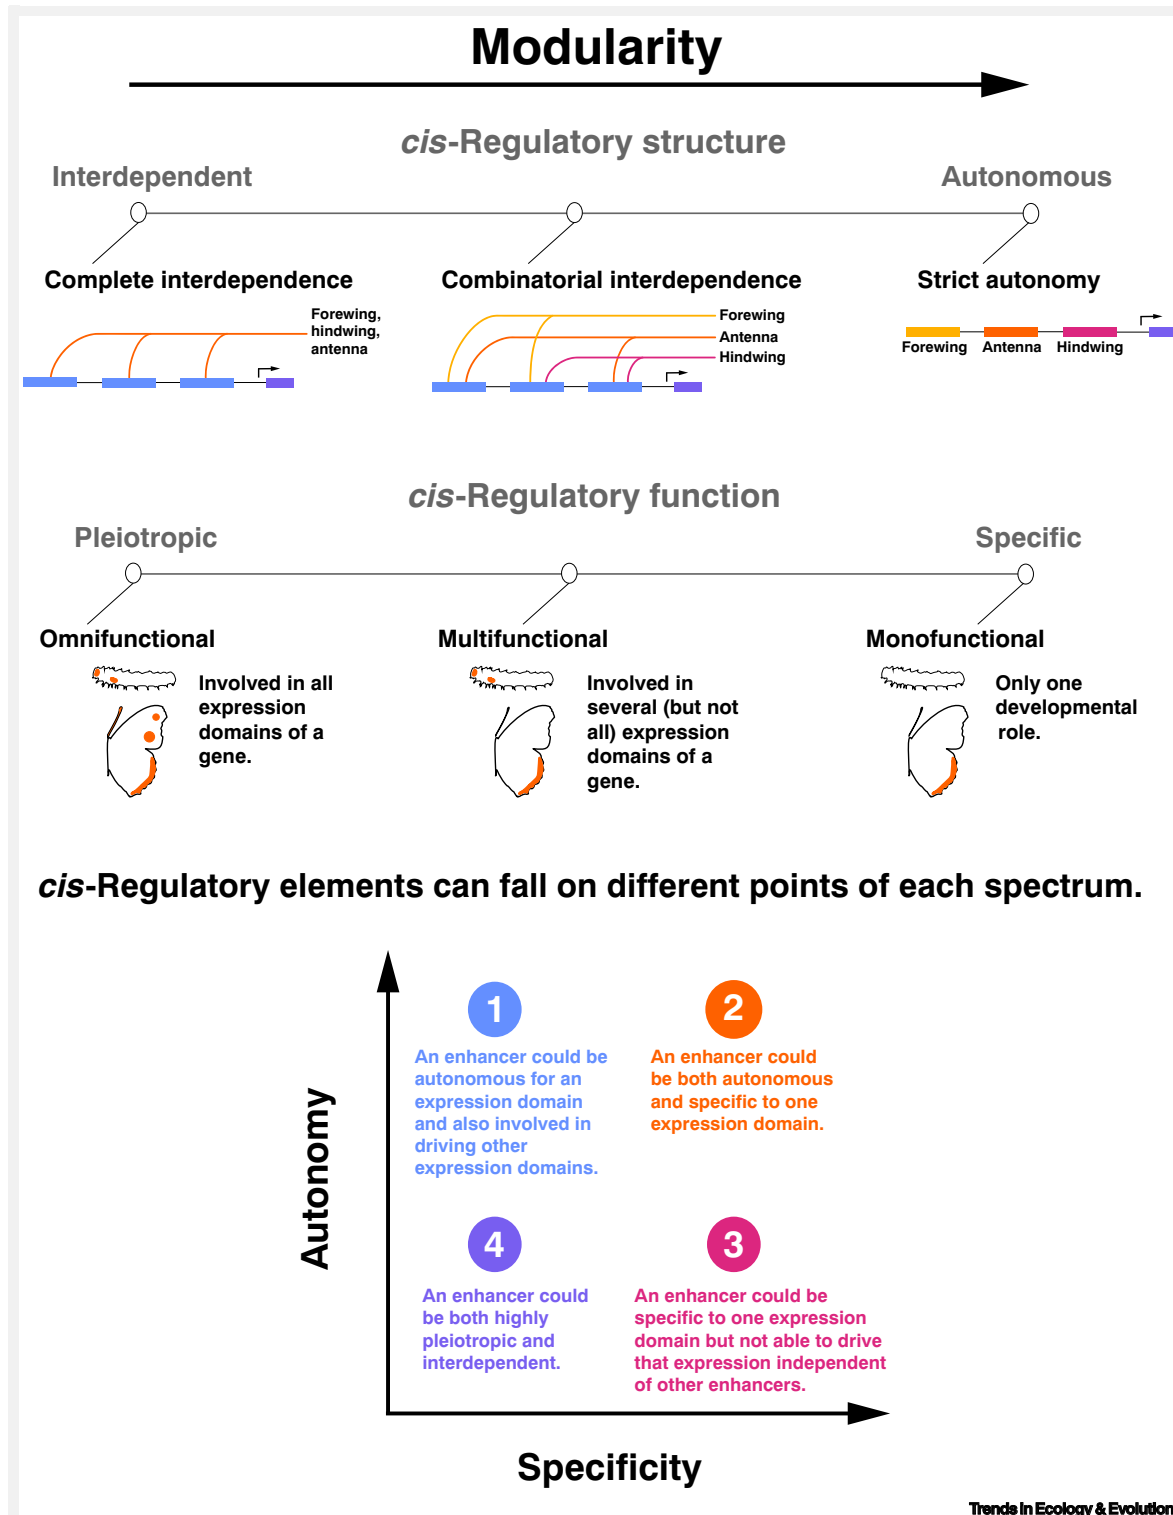 Modularity
cis-Regulatory structure
Interdependent
Autonomous
Complete interdependence
Combinatorial interdependence
Strict autonomy
Forewing,
hindwing,
antenna
Forewing
Antenna
Hindwing
Forewing Antenna Hindwing
cis-Regulatory function
Pleiotropic
Specific
Omnifunctional
Multifunctional
Monofunctional
Involved in all
expression
domains of a
gene.
Involved in
several (but not
all) expression
domains of a
gene.
Only one
developmental
role.
cis-Regulatory elements can fall on different points of each spectrum.
Autonomy
1
An enhancer could be
autonomous for an
expression domain
and also involved in
driving other
expression domains.
2
An enhancer could
be both autonomous
and specific to one
expression domain.
4
An enhancer could
be both highly
pleiotropic and
interdependent.
3
An enhancer could be
specific to one expression
domain but not able to drive
that expression independent
of other enhancers.
Specificity
Trends in Ecology & Evolution